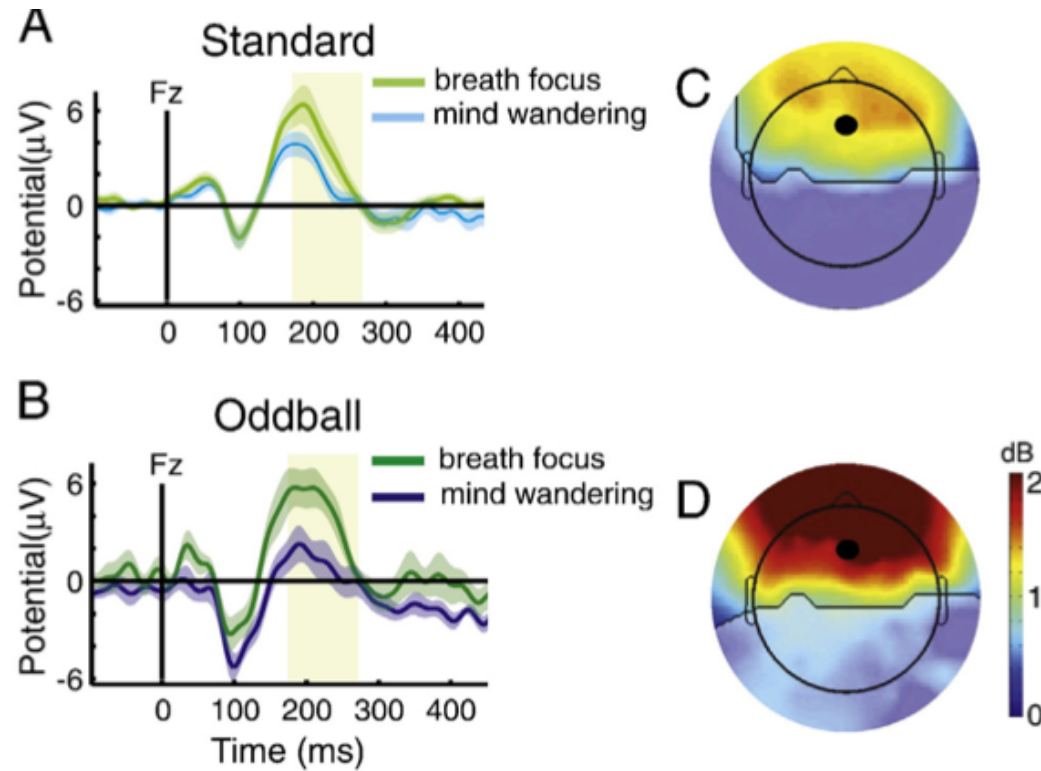 A
Standard
Fz
breath focus
mind wandering
Potential(μV)
6
0
-6
0 100 200 300 400
C
B
Oddball
Fz
breath focus
mind wandering
Potential(μV)
6
0
-6
0 100 200 300 400
Time (ms)
D
dB
2
1
0